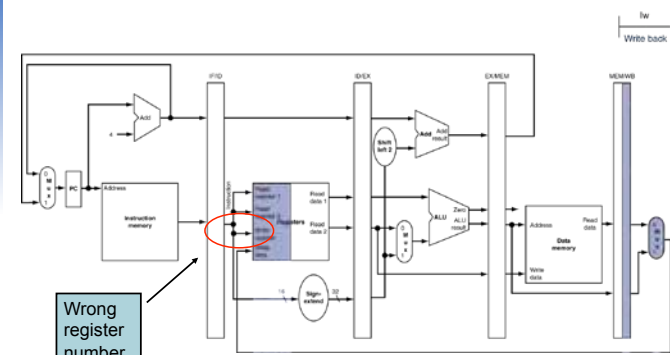 lw
Write back
IF/ID
ID/EX
EX/MEM
MEM/WB
Add
4
Add
Add
result
Shift
left 2
0
M
u
x
1
PC
Address
Instruction
memory
Instruction
Read
data 1
Read
data 2
Registers
0
M
u
x
1
Zero
ALU
ALU
result
Address
Read
data
Data
memory
Write
data
16
Sign-
extend
32
Wrong
register
number